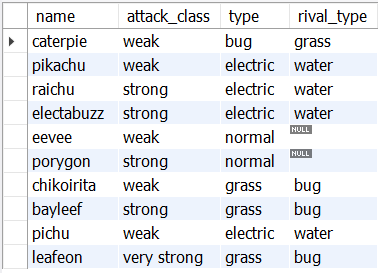 name attack_class type rival_type
caterpie weak bug grass
pikachu weak electric water
raichu strong electric water
electabuzz strong electric water
eevee weak normal NULL
porygon strong normal NULL
chikoirita weak grass bug
bayleef strong grass bug
pichu weak electric water
leafeon very strong grass bug